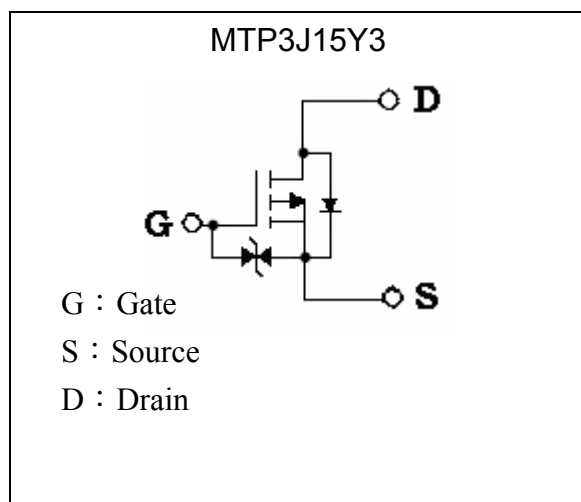 MTP3J15Y3
D
G
S
G：Gate
S：Source
D：Drain